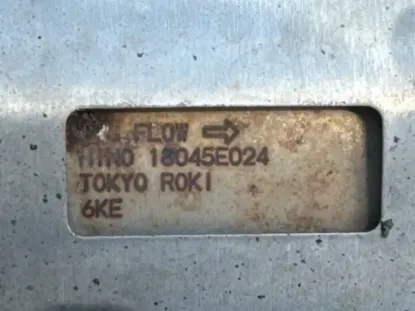 FLOW ⇒
HINO 18045E024
TOKYO ROKI
6KE